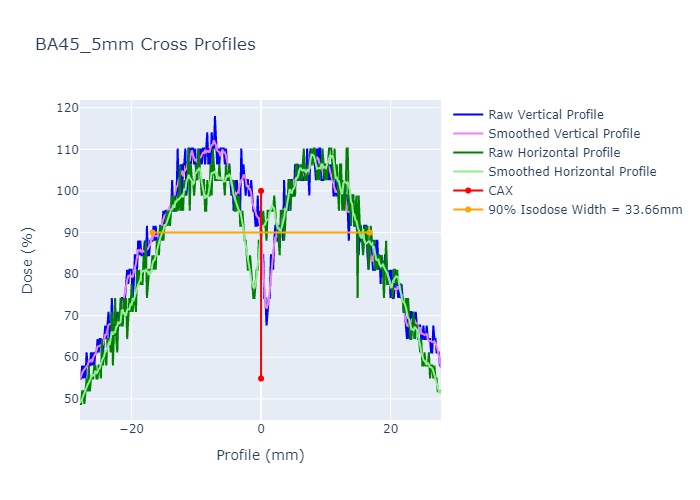 BA45_5mm Cross Profiles
120
110
100
90
80
70
60
50
−20
0
20
Dose (%)
Profile (mm)
Raw Vertical Profile
Smoothed Vertical Profile
Raw Horizontal Profile
Smoothed Horizontal Profile
CAX
90% Isodose Width = 33.66mm